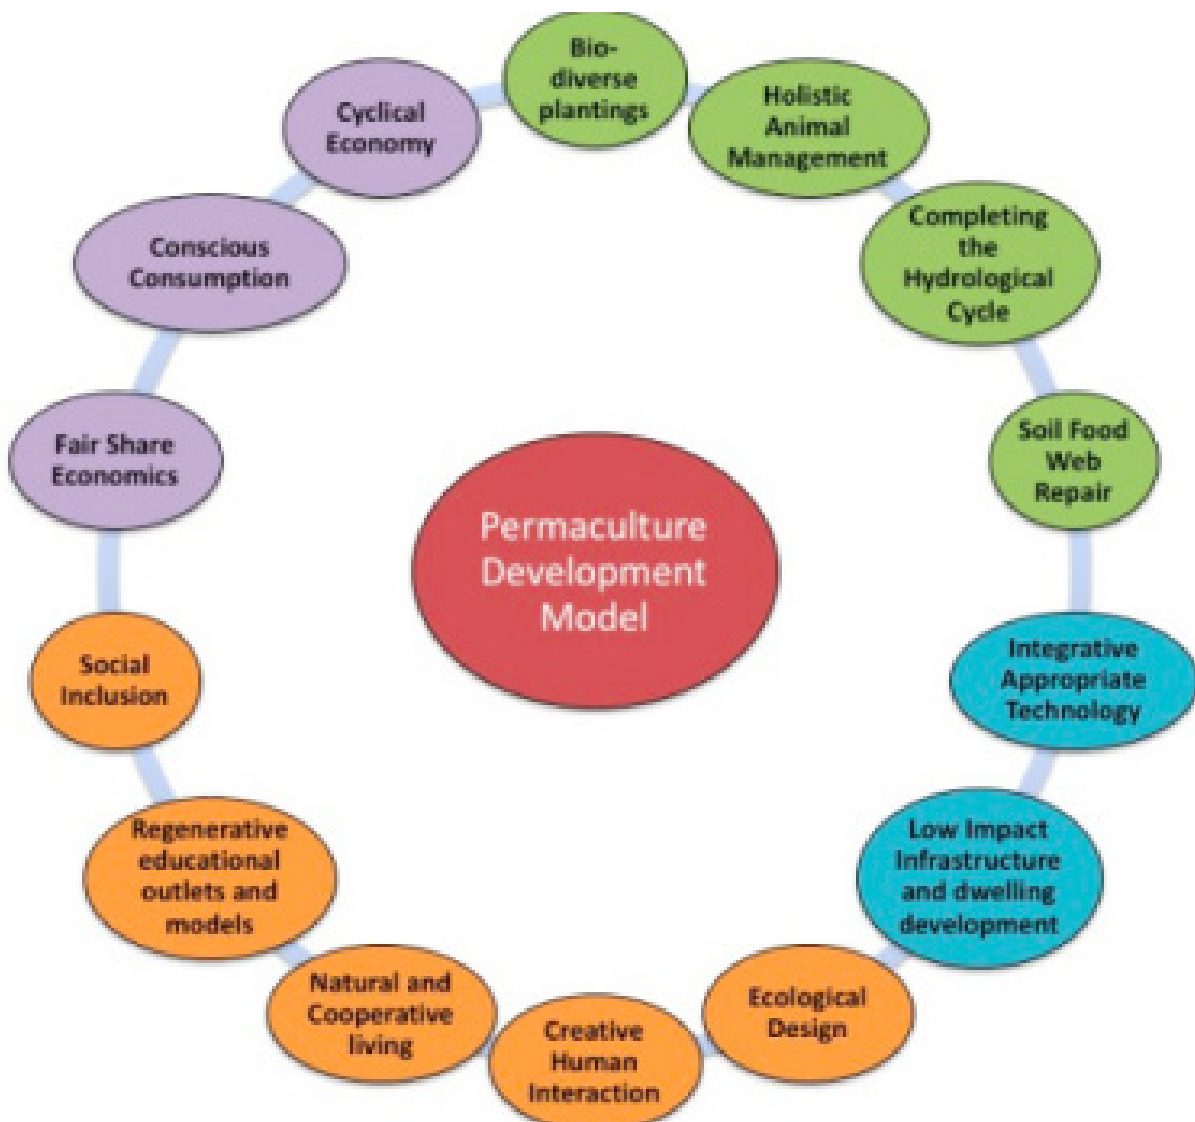 Bio-
diverse
plantings
Holistic
Animal
Management
Completing
the
Hydrological
Cycle
Soil Food
Web
Repair
Integrative
Appropriate
Technology
Low Impact
Infrastructure
and dwelling
development
Ecological
Design
Creative
Human
Interaction
Natural and
Cooperative
living
Regenerative
educational
outlets and
models
Social
Inclusion
Fair Share
Economics
Conscious
Consumption
Cyclical
Economy
Permaculture
Development
Model